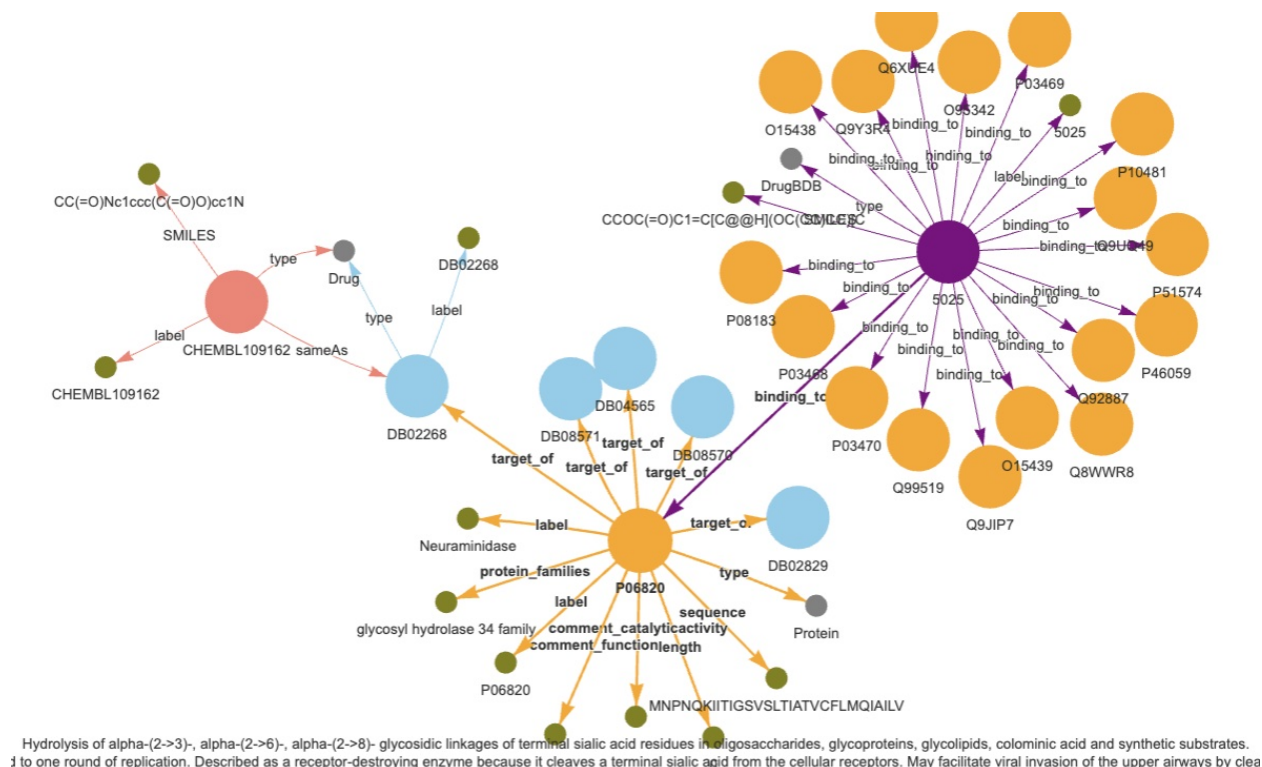 Q6XUE4
P03469
O95342
O15438
Q9Y3R4
binding_to
binding_to
5025
binding_to
binding_to
binding_to
P10481
CC(=O)Nc1ccc(C(=O)O)cc1N
DrugBDB
label
binding_to
type
CCOC(=O)C1=C[C@@H](OC(CC)CC)[C
SMILES
binding_to
SMILES
binding_to
Q9UQ49
type
DB02268
binding_to
Drug
binding_to
binding_to
P51574
5025
binding_to
label
P08183
type
binding_to
binding_to
binding_to
label
CHEMBL109162
sameAs
binding_to
P03468
P46059
binding_to
CHEMBL109162
binding_to
Q92887
DB04565
DB02268
DB08571
P03470
target_of
DB08570
O15439
Q8WWR8
target_of
target_of
target_of
Q99519
Q9JIP7
label
target_of
Neuraminidase
DB02829
protein_families
P06820
type
label
sequence
glycosyl hydrolase 34 family
comment_catalyticactivity
Protein
comment_function
length
P06820
MNPNQKIITIGSVSLTIATVCFLMQIAILV
Hydrolysis of alpha-(2->3)-, alpha-(2->6)-, alpha-(2->8)- glycosidic linkages of terminal sialic acid residues in oligosaccharides, glycoproteins, glycolipids, colominic acid and synthetic substrates.
d to one round of replication. Described as a receptor-destroying enzyme because it cleaves a terminal sialic acid from the cellular receptors. May facilitate viral invasion of the upper airways by clea